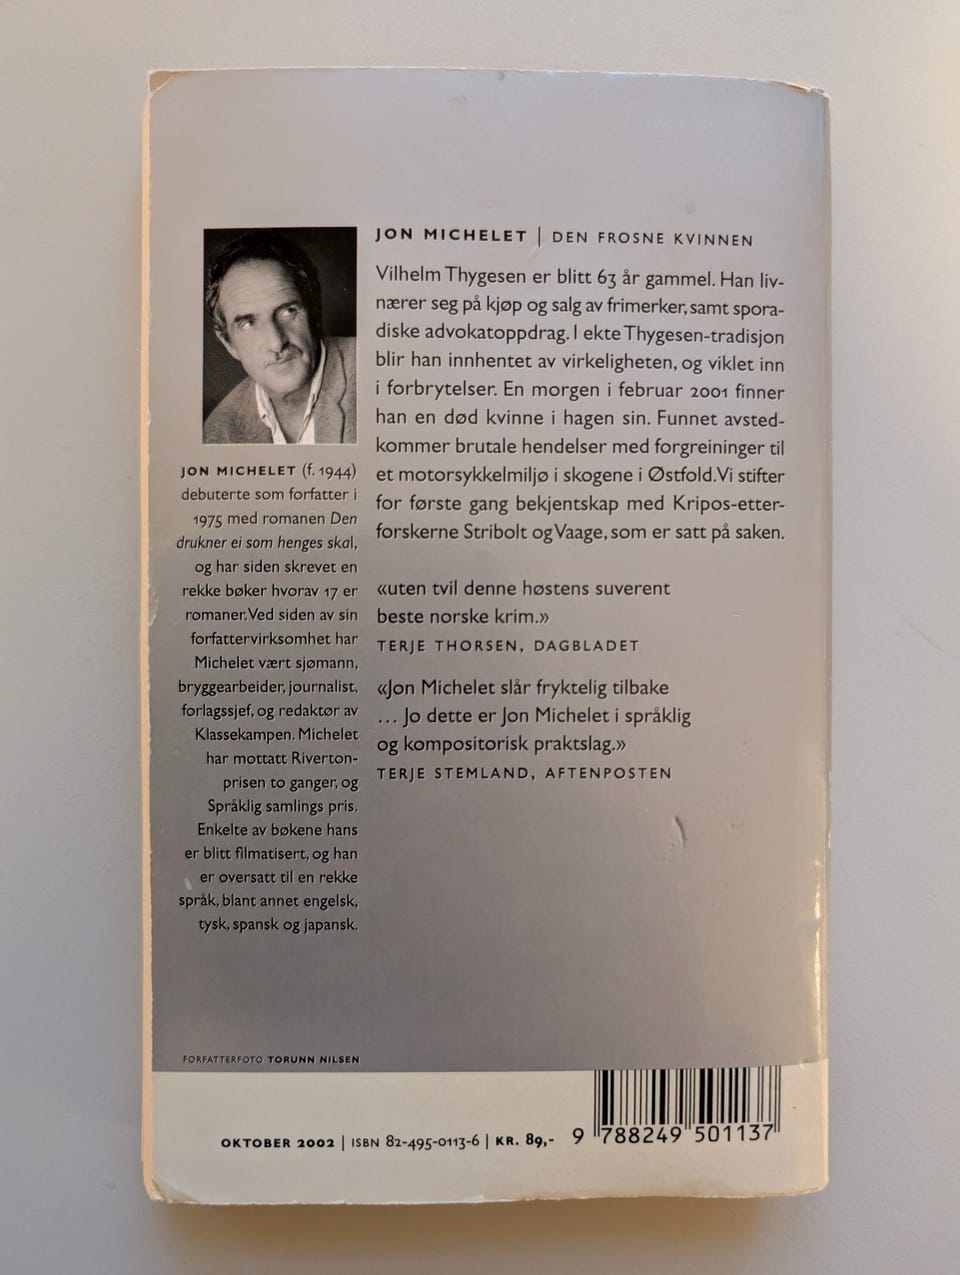 JON MICHELET | DEN FROSNE KVINNEN
Vilhelm Thygesen er blitt 63 år gammel. Han liv-
nærer seg på kjøp og salg av frimerker, samt spora-
diske advokatoppdrag. I ekte Thygesen-tradisjon
blir han innhentet av virkeligheten, og viklet inn
i forbrytelser. En morgen i februar 2001 finner
han en død kvinne i hagen sin. Funnet avsted-
kommer brutale hendelser med forgreininger til
et motorsykkelmiljø i skogene i Østfold. Vi stifter
for første gang bekjentskap med Kripos-etter-
forskerne Stribolt og Vaage, som er satt på saken.
«uten tvil denne høstens suverent
beste norske krim.»
TERJE THORSEN, DAGBLADET
«Jon Michelet slår fryktelig tilbake
... Jo dette er Jon Michelet i språklig
og kompositorisk praktslag.»
TERJE STEMLAND, AFTENPOSTEN
JON MICHELET (f. 1944)
debuterte som forfatter i
1975 med romanen Den
drukner ei som henges skal,
og har siden skrevet en
rekke bøker hvorav 17 er
romaner. Ved siden av sin
forfattervirksomhet har
Michelet vært sjømann,
bryggearbeider, journalist,
forlagssjef, og redaktør av
Klassekampen. Michelet
har mottatt Riverton-
prisen to ganger, og
Språklig samlings pris.
Enkelte av bøkene hans
er blitt filmatisert, og han
er oversatt til en rekke
språk, blant annet engelsk,
tysk, spansk og japansk.
FORFATTERFOTO TORUNN NILSEN
OKTOBER 2002 | ISBN 82-495-0113-6 | KR. 89,-
9 788249 501137